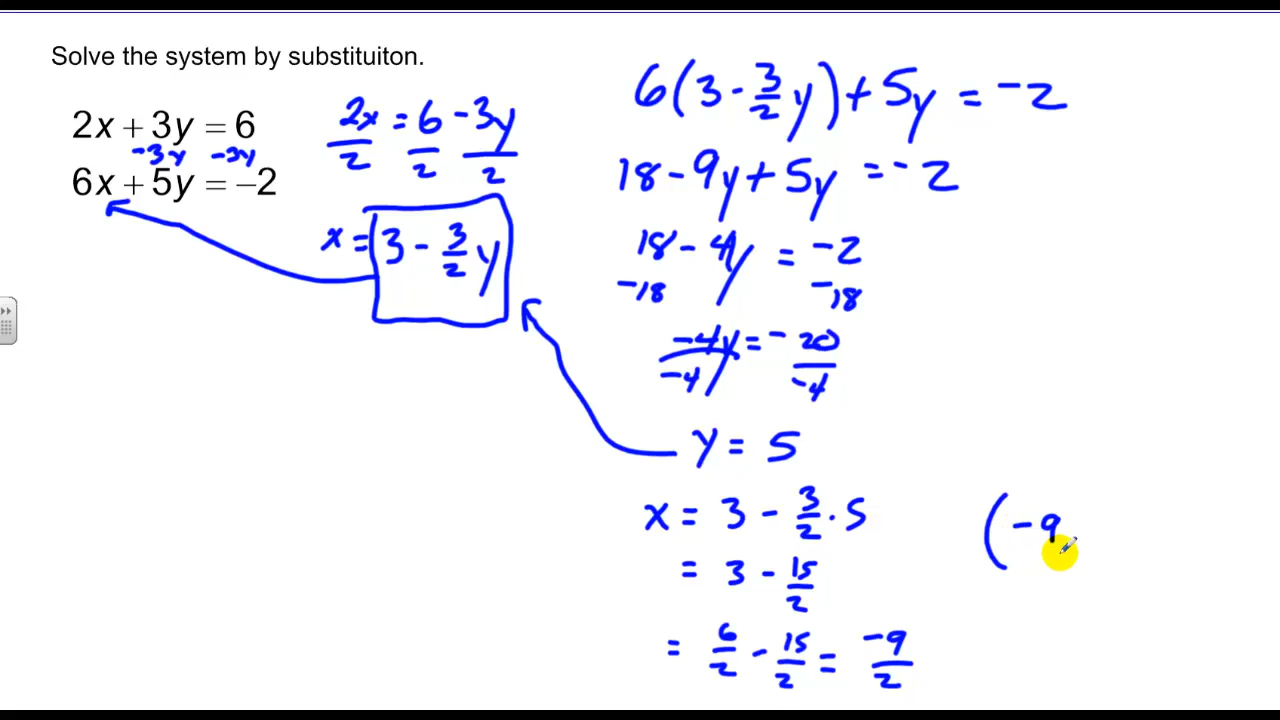 Solve the system by substituiton.
2x + 3y = 6
-3y -3y
6x + 5y = -2
2x/2 = 6/2 - 3y/2
x = 3 - 3/2 y
6(3 - 3/2 y) + 5y = -2
18 - 9y + 5y = -2
18 - 4y = -2
-18 -18
-4y/-4 = -20/-4
y = 5
x = 3 - 3/2 · 5
= 3 - 15/2
= 6/2 - 15/2 = -9/2
(-9